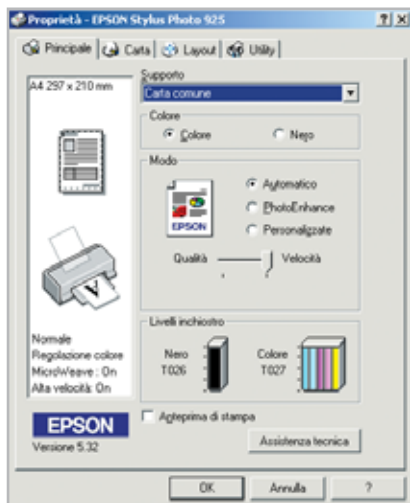 Proprietà - EPSON Stylus Photo 925
Principale Carta Layout Utility
A4 297 x 210 mm
Supporto
Carta comune
Colore
Colore Nero
Modo
Automatico
PhotoEnhance
Personalizzate
EPSON
Qualità Velocità
Livelli inchiostro
Nero
T026
Colore
T027
Normale
Regolazione colore
MicroWeave : On
Alta velocità: On
EPSON
Versione 5.32
Anteprima di stampa
Assistenza tecnica
OK Annulla ?